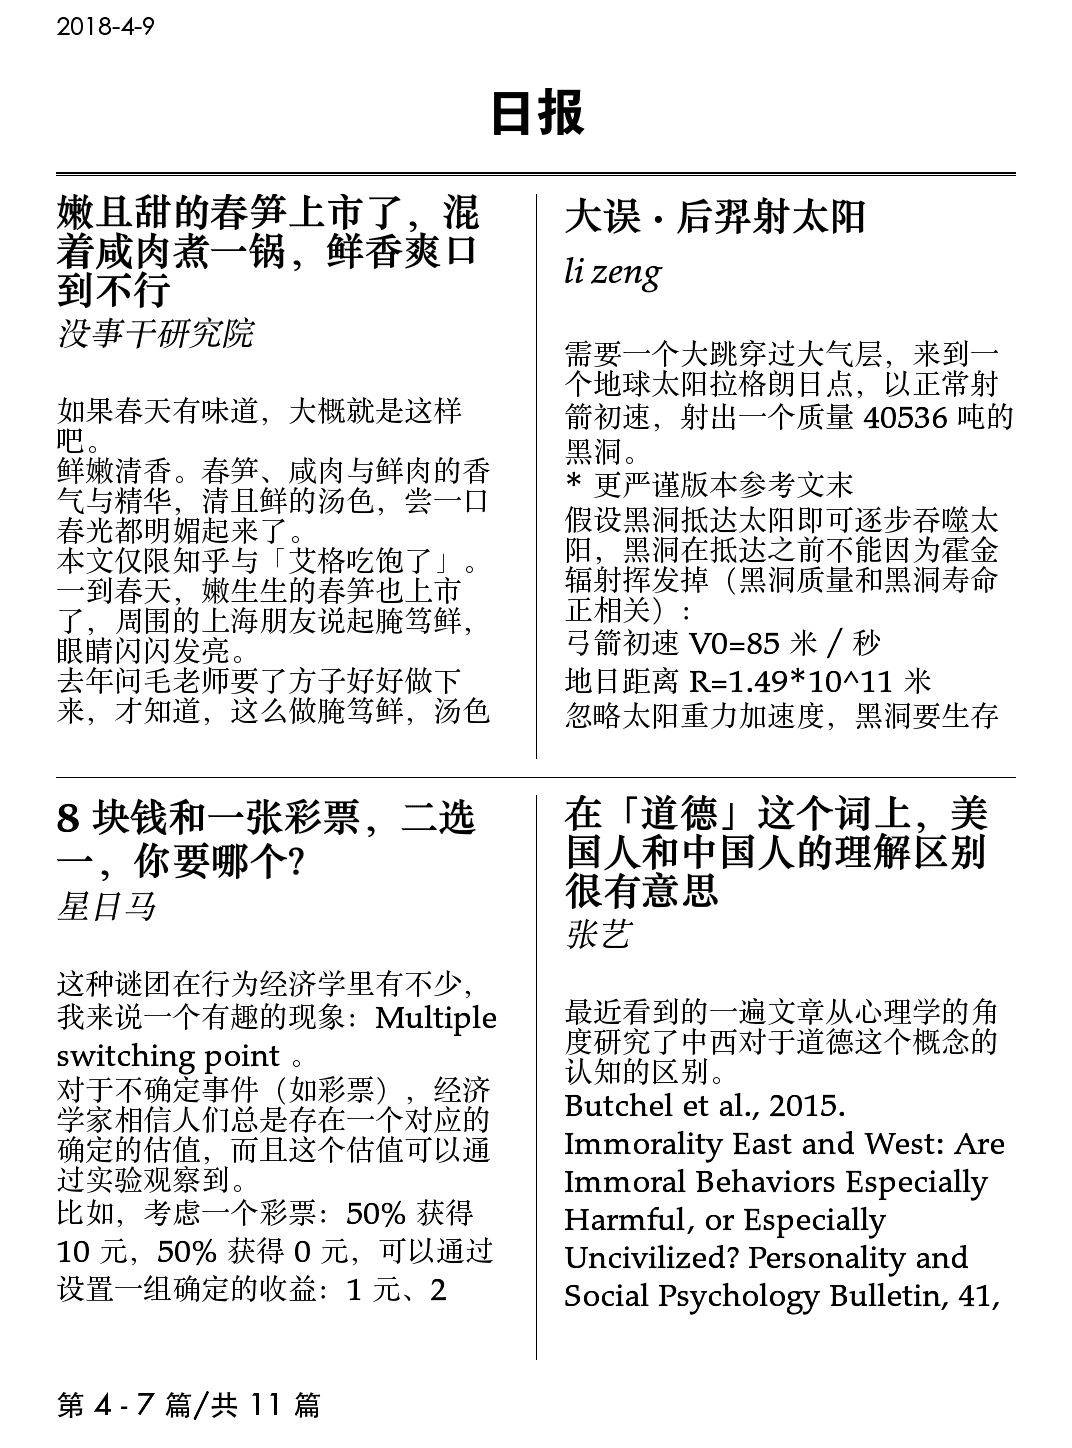 2018-4-9
日报
嫩且甜的春笋上市了，混
着咸肉煮一锅，鲜香爽口
到不行
没事干研究院
如果春天有味道，大概就是这样
吧。
鲜嫩清香。春笋、咸肉与鲜肉的香
气与精华，清且鲜的汤色，尝一口
春光都明媚起来了。
本文仅限知乎与「艾格吃饱了」。
一到春天，嫩生生的春笋也上市
了，周围的上海朋友说起腌笃鲜，
眼睛闪闪发亮。
去年问毛老师要了方子好好做下
来，才知道，这么做腌笃鲜，汤色
大误 · 后羿射太阳
li zeng
需要一个大跳穿过大气层，来到一
个地球太阳拉格朗日点，以正常射
箭初速，射出一个质量 40536 吨的
黑洞。
* 更严谨版本参考文末
假设黑洞抵达太阳即可逐步吞噬太
阳，黑洞在抵达之前不能因为霍金
辐射挥发掉（黑洞质量和黑洞寿命
正相关）：
弓箭初速 V0=85 米 / 秒
地日距离 R=1.49*10^11 米
忽略太阳重力加速度，黑洞要生存
8 块钱和一张彩票，二选
一，你要哪个？
星日马
这种谜团在行为经济学里有不少，
我来说一个有趣的现象：Multiple
switching point 。
对于不确定事件（如彩票），经济
学家相信人们总是存在一个对应的
确定的估值，而且这个估值可以通
过实验观察到。
比如，考虑一个彩票：50% 获得
10 元，50% 获得 0 元，可以通过
设置一组确定的收益：1 元、2
在「道德」这个词上，美
国人和中国人的理解区别
很有意思
张艺
最近看到的一遍文章从心理学的角
度研究了中西对于道德这个概念的
认知的区别。
Butchel et al., 2015.
Immorality East and West: Are
Immoral Behaviors Especially
Harmful, or Especially
Uncivilized? Personality and
Social Psychology Bulletin, 41,
第 4 - 7 篇/共 11 篇